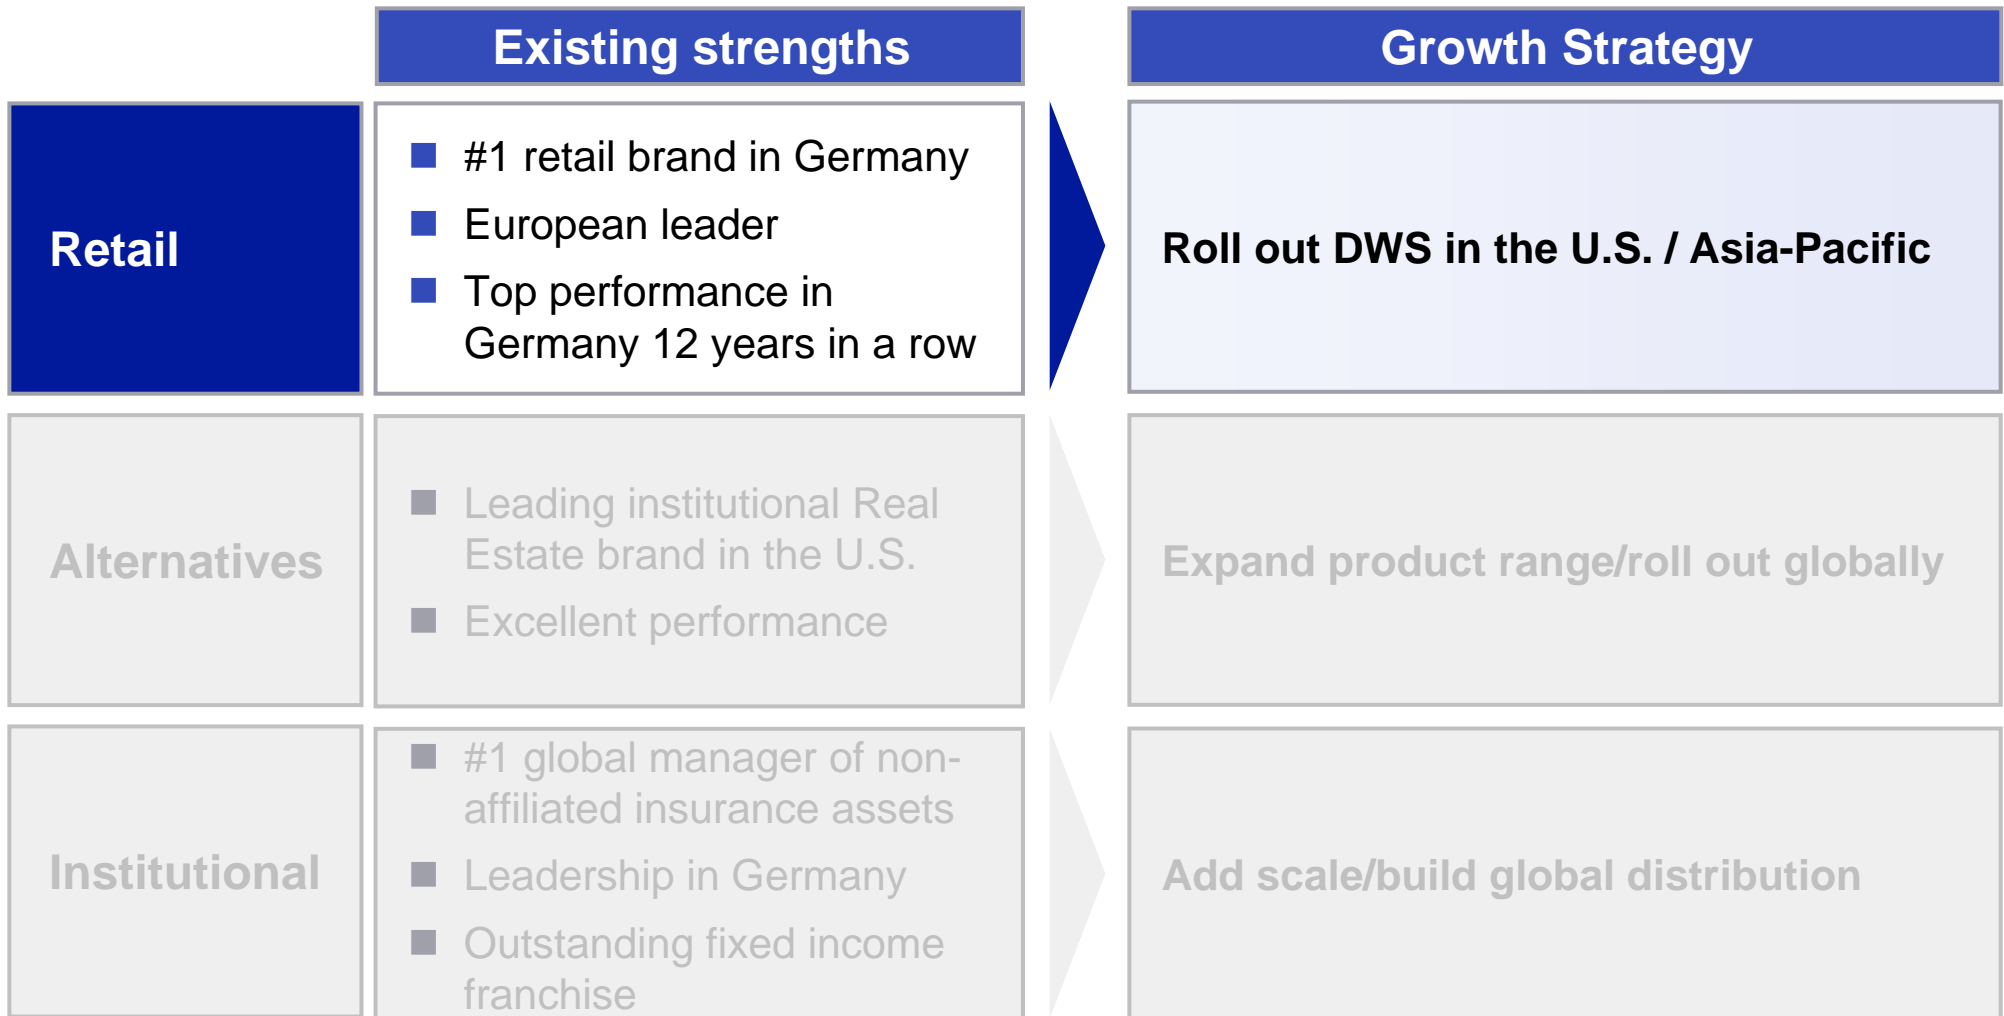 Existing strengths
Growth Strategy
Retail
#1 retail brand in Germany
European leader
Top performance in
Germany 12 years in a row
Roll out DWS in the U.S. / Asia-Pacific
Alternatives
Leading institutional Real
Estate brand in the U.S.
Excellent performance
Expand product range/roll out globally
Institutional
#1 global manager of non-
affiliated insurance assets
Leadership in Germany
Outstanding fixed income
franchise
Add scale/build global distribution